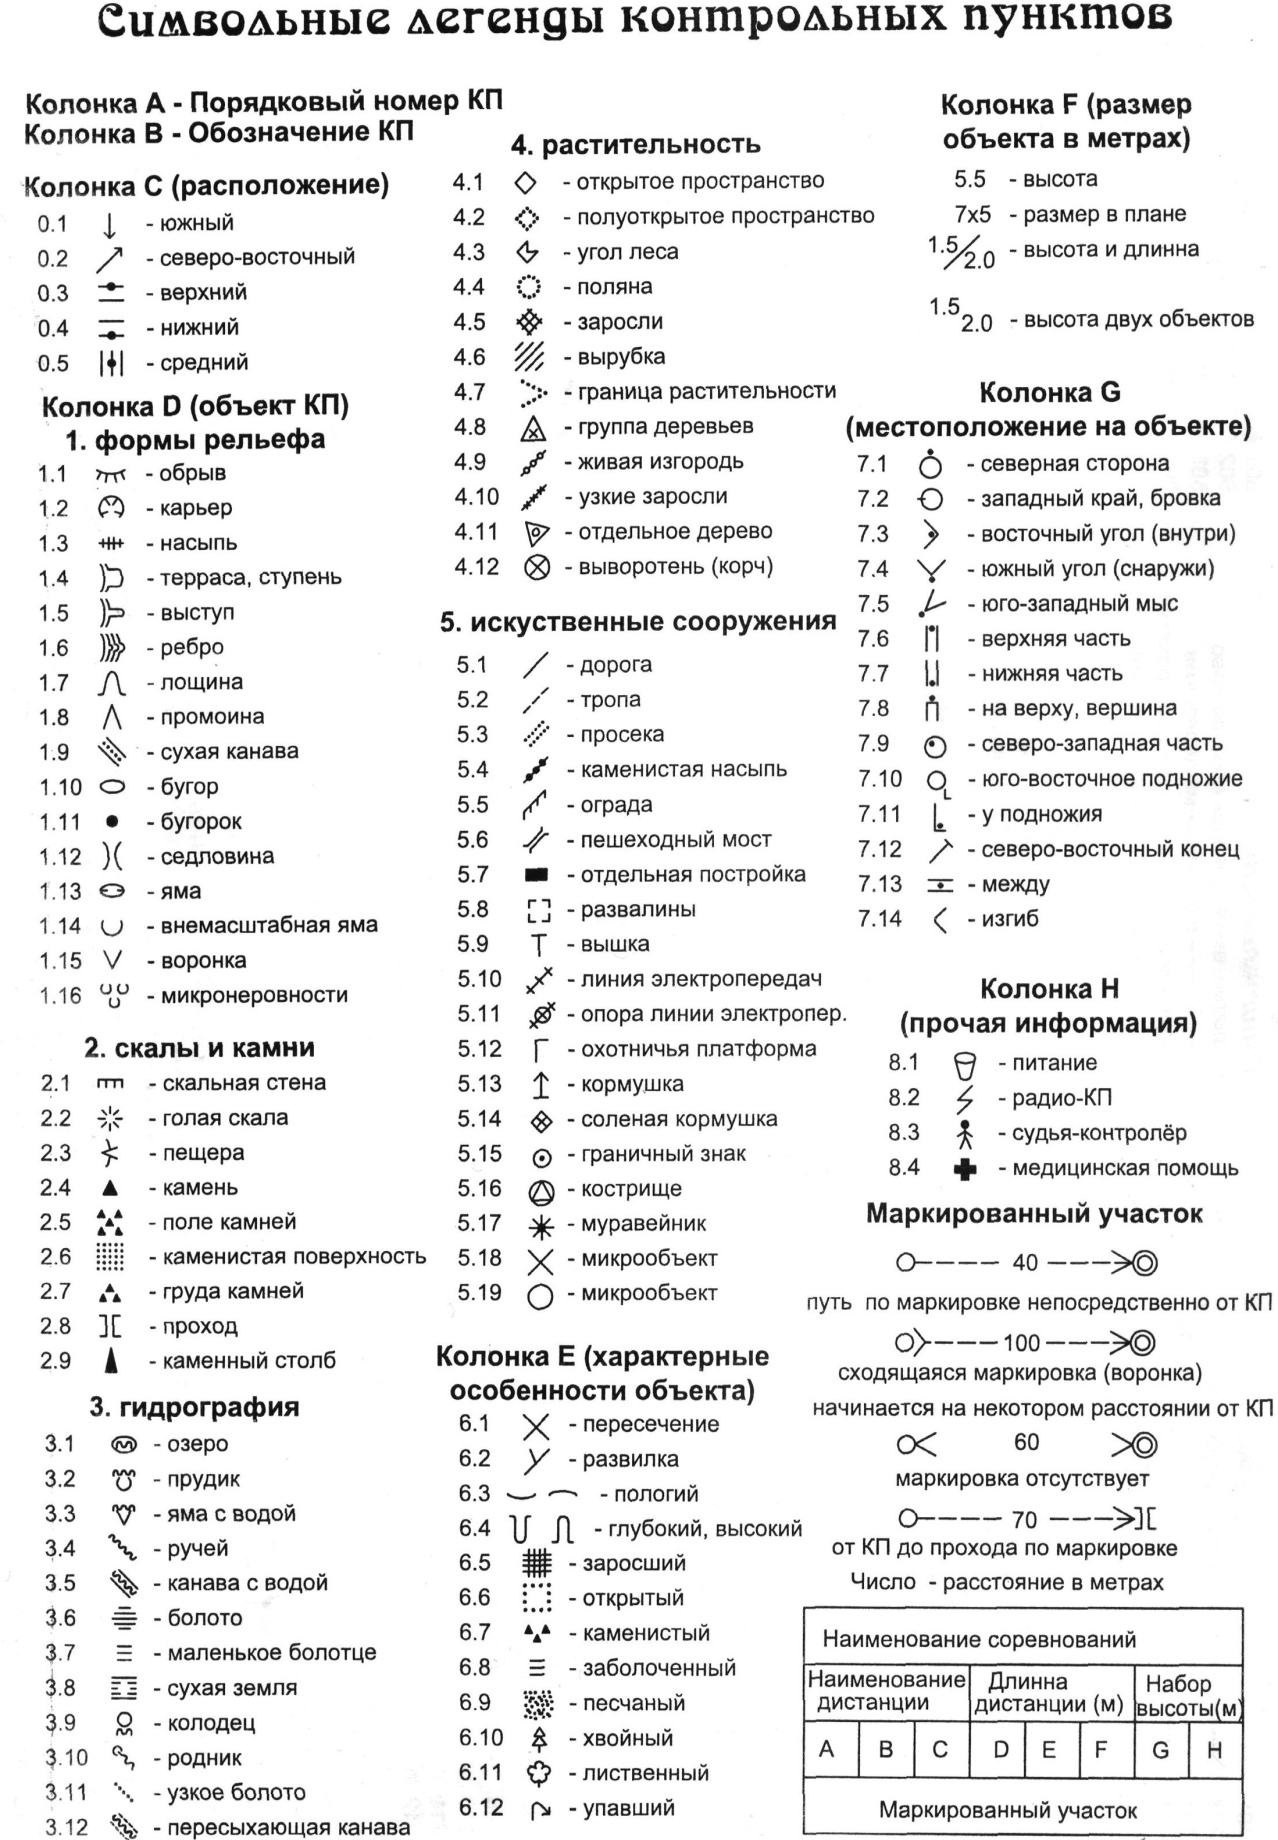 Символьные легенды контрольных пунктов
Колонка А - Порядковый номер КП
Колонка В - Обозначение КП
Колонка С (расположение)
0.1 - южный
0.2 - северо-восточный
0.3 - верхний
0.4 - нижний
0.5 - средний
Колонка D (объект КП)
1. формы рельефа
1.1 - обрыв
1.2 - карьер
1.3 - насыпь
1.4 - терраса, ступень
1.5 - выступ
1.6 - ребро
1.7 - лощина
1.8 - промоина
1.9 - сухая канава
1.10 - бугор
1.11 - бугорок
1.12 - седловина
1.13 - яма
1.14 - внемасштабная яма
1.15 - воронка
1.16 - микронеровности
2. скалы и камни
2.1 - скальная стена
2.2 - голая скала
2.3 - пещера
2.4 - камень
2.5 - поле камней
2.6 - каменистая поверхность
2.7 - груда камней
2.8 - проход
2.9 - каменный столб
3. гидрография
3.1 - озеро
3.2 - прудик
3.3 - яма с водой
3.4 - ручей
3.5 - канава с водой
3.6 - болото
3.7 - маленькое болотце
3.8 - сухая земля
3.9 - колодец
3.10 - родник
3.11 - узкое болото
3.12 - пересыхающая канава
4. растительность
4.1 - открытое пространство
4.2 - полуоткрытое пространство
4.3 - угол леса
4.4 - поляна
4.5 - заросли
4.6 - вырубка
4.7 - граница растительности
4.8 - группа деревьев
4.9 - живая изгородь
4.10 - узкие заросли
4.11 - отдельное дерево
4.12 - выворотень (корч)
5. искуственные сооружения
5.1 - дорога
5.2 - тропа
5.3 - просека
5.4 - каменистая насыпь
5.5 - ограда
5.6 - пешеходный мост
5.7 - отдельная постройка
5.8 - развалины
5.9 - вышка
5.10 - линия электропередач
5.11 - опора линии электропер.
5.12 - охотничья платформа
5.13 - кормушка
5.14 - соленая кормушка
5.15 - граничный знак
5.16 - кострище
5.17 - муравейник
5.18 - микрообъект
5.19 - микрообъект
Колонка Е (характерные
особенности объекта)
6.1 - пересечение
6.2 - развилка
6.3 - пологий
6.4 - глубокий, высокий
6.5 - заросший
6.6 - открытый
6.7 - каменистый
6.8 - заболоченный
6.9 - песчаный
6.10 - хвойный
6.11 - лиственный
6.12 - упавший
Колонка F (размер
объекта в метрах)
5.5 - высота
7х5 - размер в плане
1.5/2.0 - высота и длинна
1.5 2.0 - высота двух объектов
Колонка G
(местоположение на объекте)
7.1 - северная сторона
7.2 - западный край, бровка
7.3 - восточный угол (внутри)
7.4 - южный угол (снаружи)
7.5 - юго-западный мыс
7.6 - верхняя часть
7.7 - нижняя часть
7.8 - на верху, вершина
7.9 - северо-западная часть
7.10 - юго-восточное подножие
7.11 - у подножия
7.12 - северо-восточный конец
7.13 - между
7.14 - изгиб
Колонка Н
(прочая информация)
8.1 - питание
8.2 - радио-КП
8.3 - судья-контролёр
8.4 - медицинская помощь
Маркированный участок
40
путь по маркировке непосредственно от КП
100
сходящаяся маркировка (воронка)
начинается на некотором расстоянии от КП
60
маркировка отсутствует
70
от КП до прохода по маркировке
Число - расстояние в метрах
Наименование соревнований
Наименование дистанции
Длинна дистанции (м)
Набор высоты(м)
A B C D E F G H
Маркированный участок